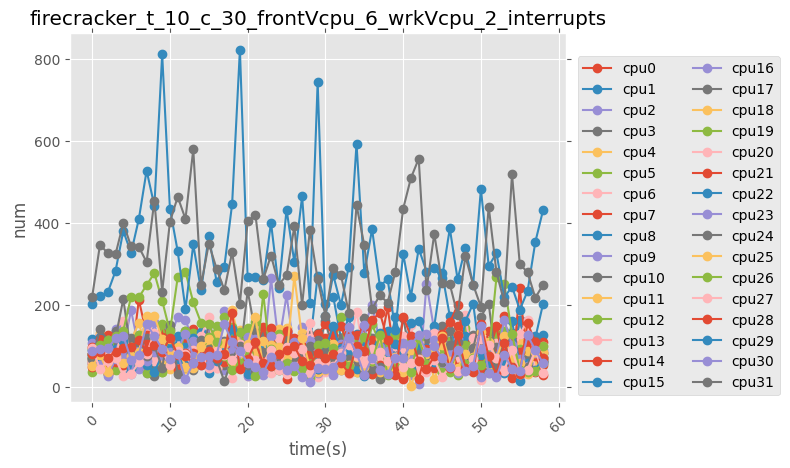 firecracker_t_10_c_30_frontVcpu_6_wrkVcpu_2_interrupts
800
600
400
200
0
num
0
10
20
30
40
50
60
time(s)
cpu0
cpu1
cpu2
cpu3
cpu4
cpu5
cpu6
cpu7
cpu8
cpu9
cpu10
cpu11
cpu12
cpu13
cpu14
cpu15
cpu16
cpu17
cpu18
cpu19
cpu20
cpu21
cpu22
cpu23
cpu24
cpu25
cpu26
cpu27
cpu28
cpu29
cpu30
cpu31